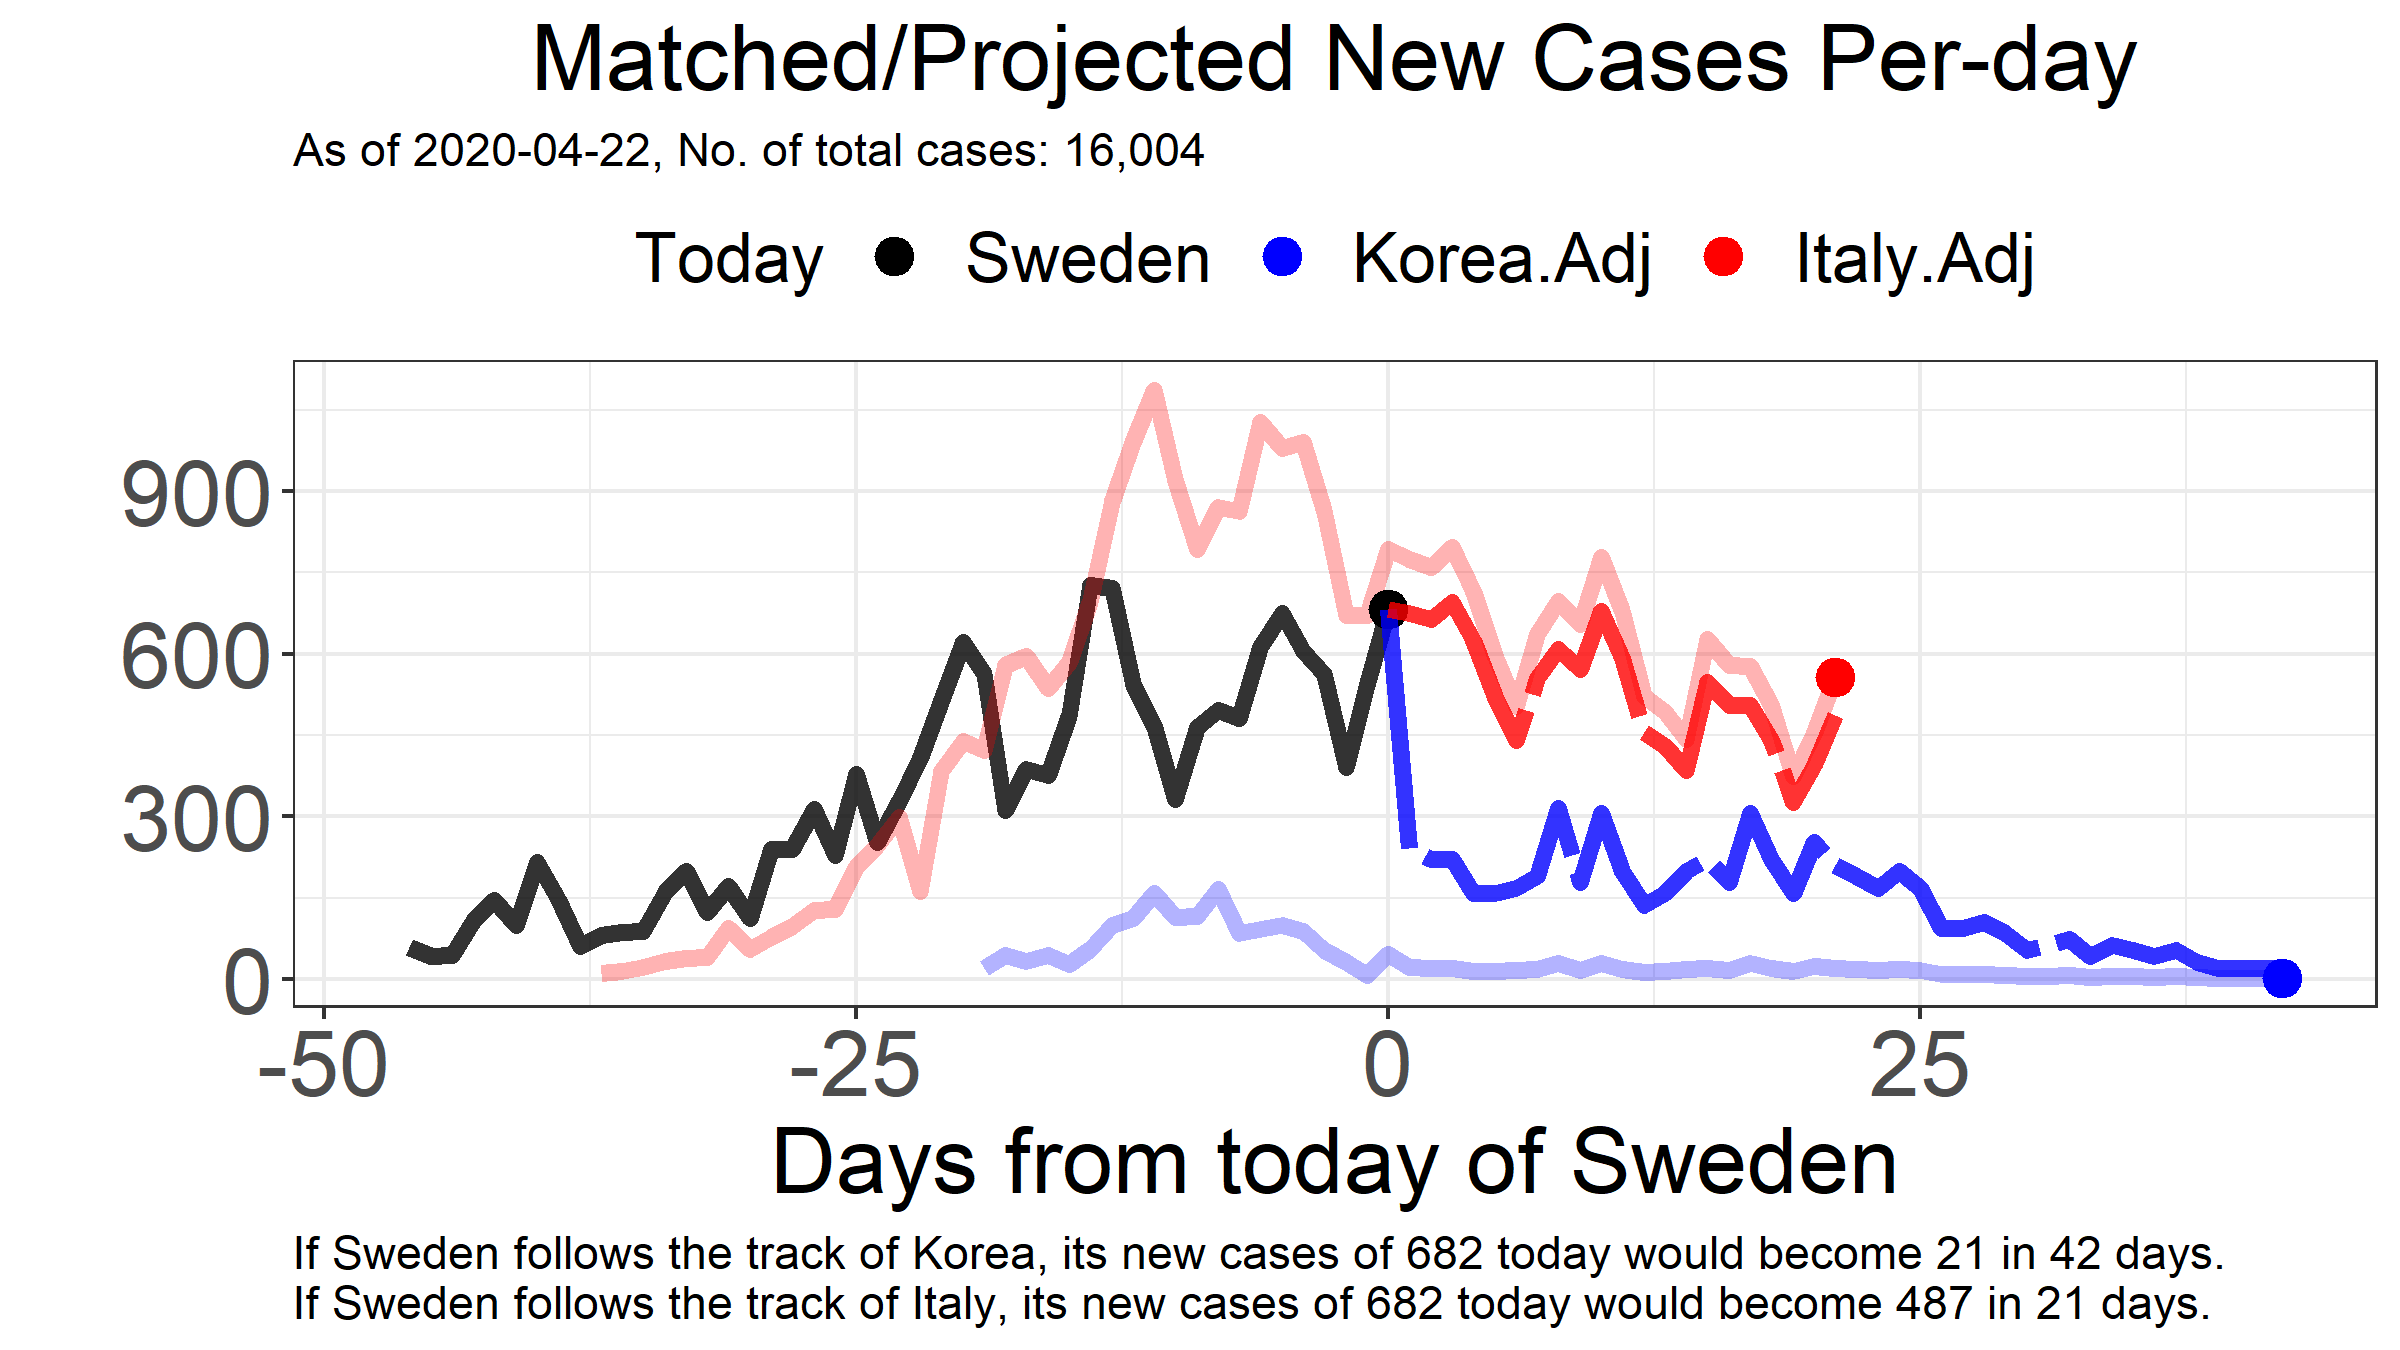 Matched/Projected New Cases Per-day
As of 2020-04-22, No. of total cases: 16,004
Today Sweden Korea.Adj Italy.Adj
900
600
300
0
-50 -25 0 25
Days from today of Sweden
If Sweden follows the track of Korea, its new cases of 682 today would become 21 in 42 days.
If Sweden follows the track of Italy, its new cases of 682 today would become 487 in 21 days.